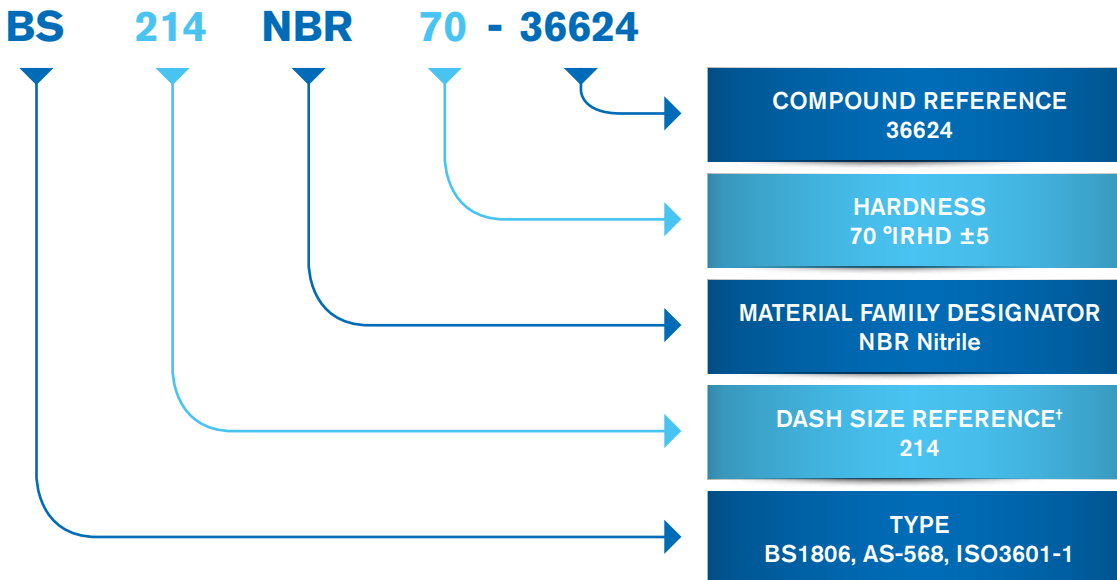 BS 214 NBR 70 - 36624
COMPOUND REFERENCE
36624
HARDNESS
70 °IRHD ±5
MATERIAL FAMILY DESIGNATOR
NBR Nitrile
DASH SIZE REFERENCE†
214
TYPE
BS1806, AS-568, ISO3601-1